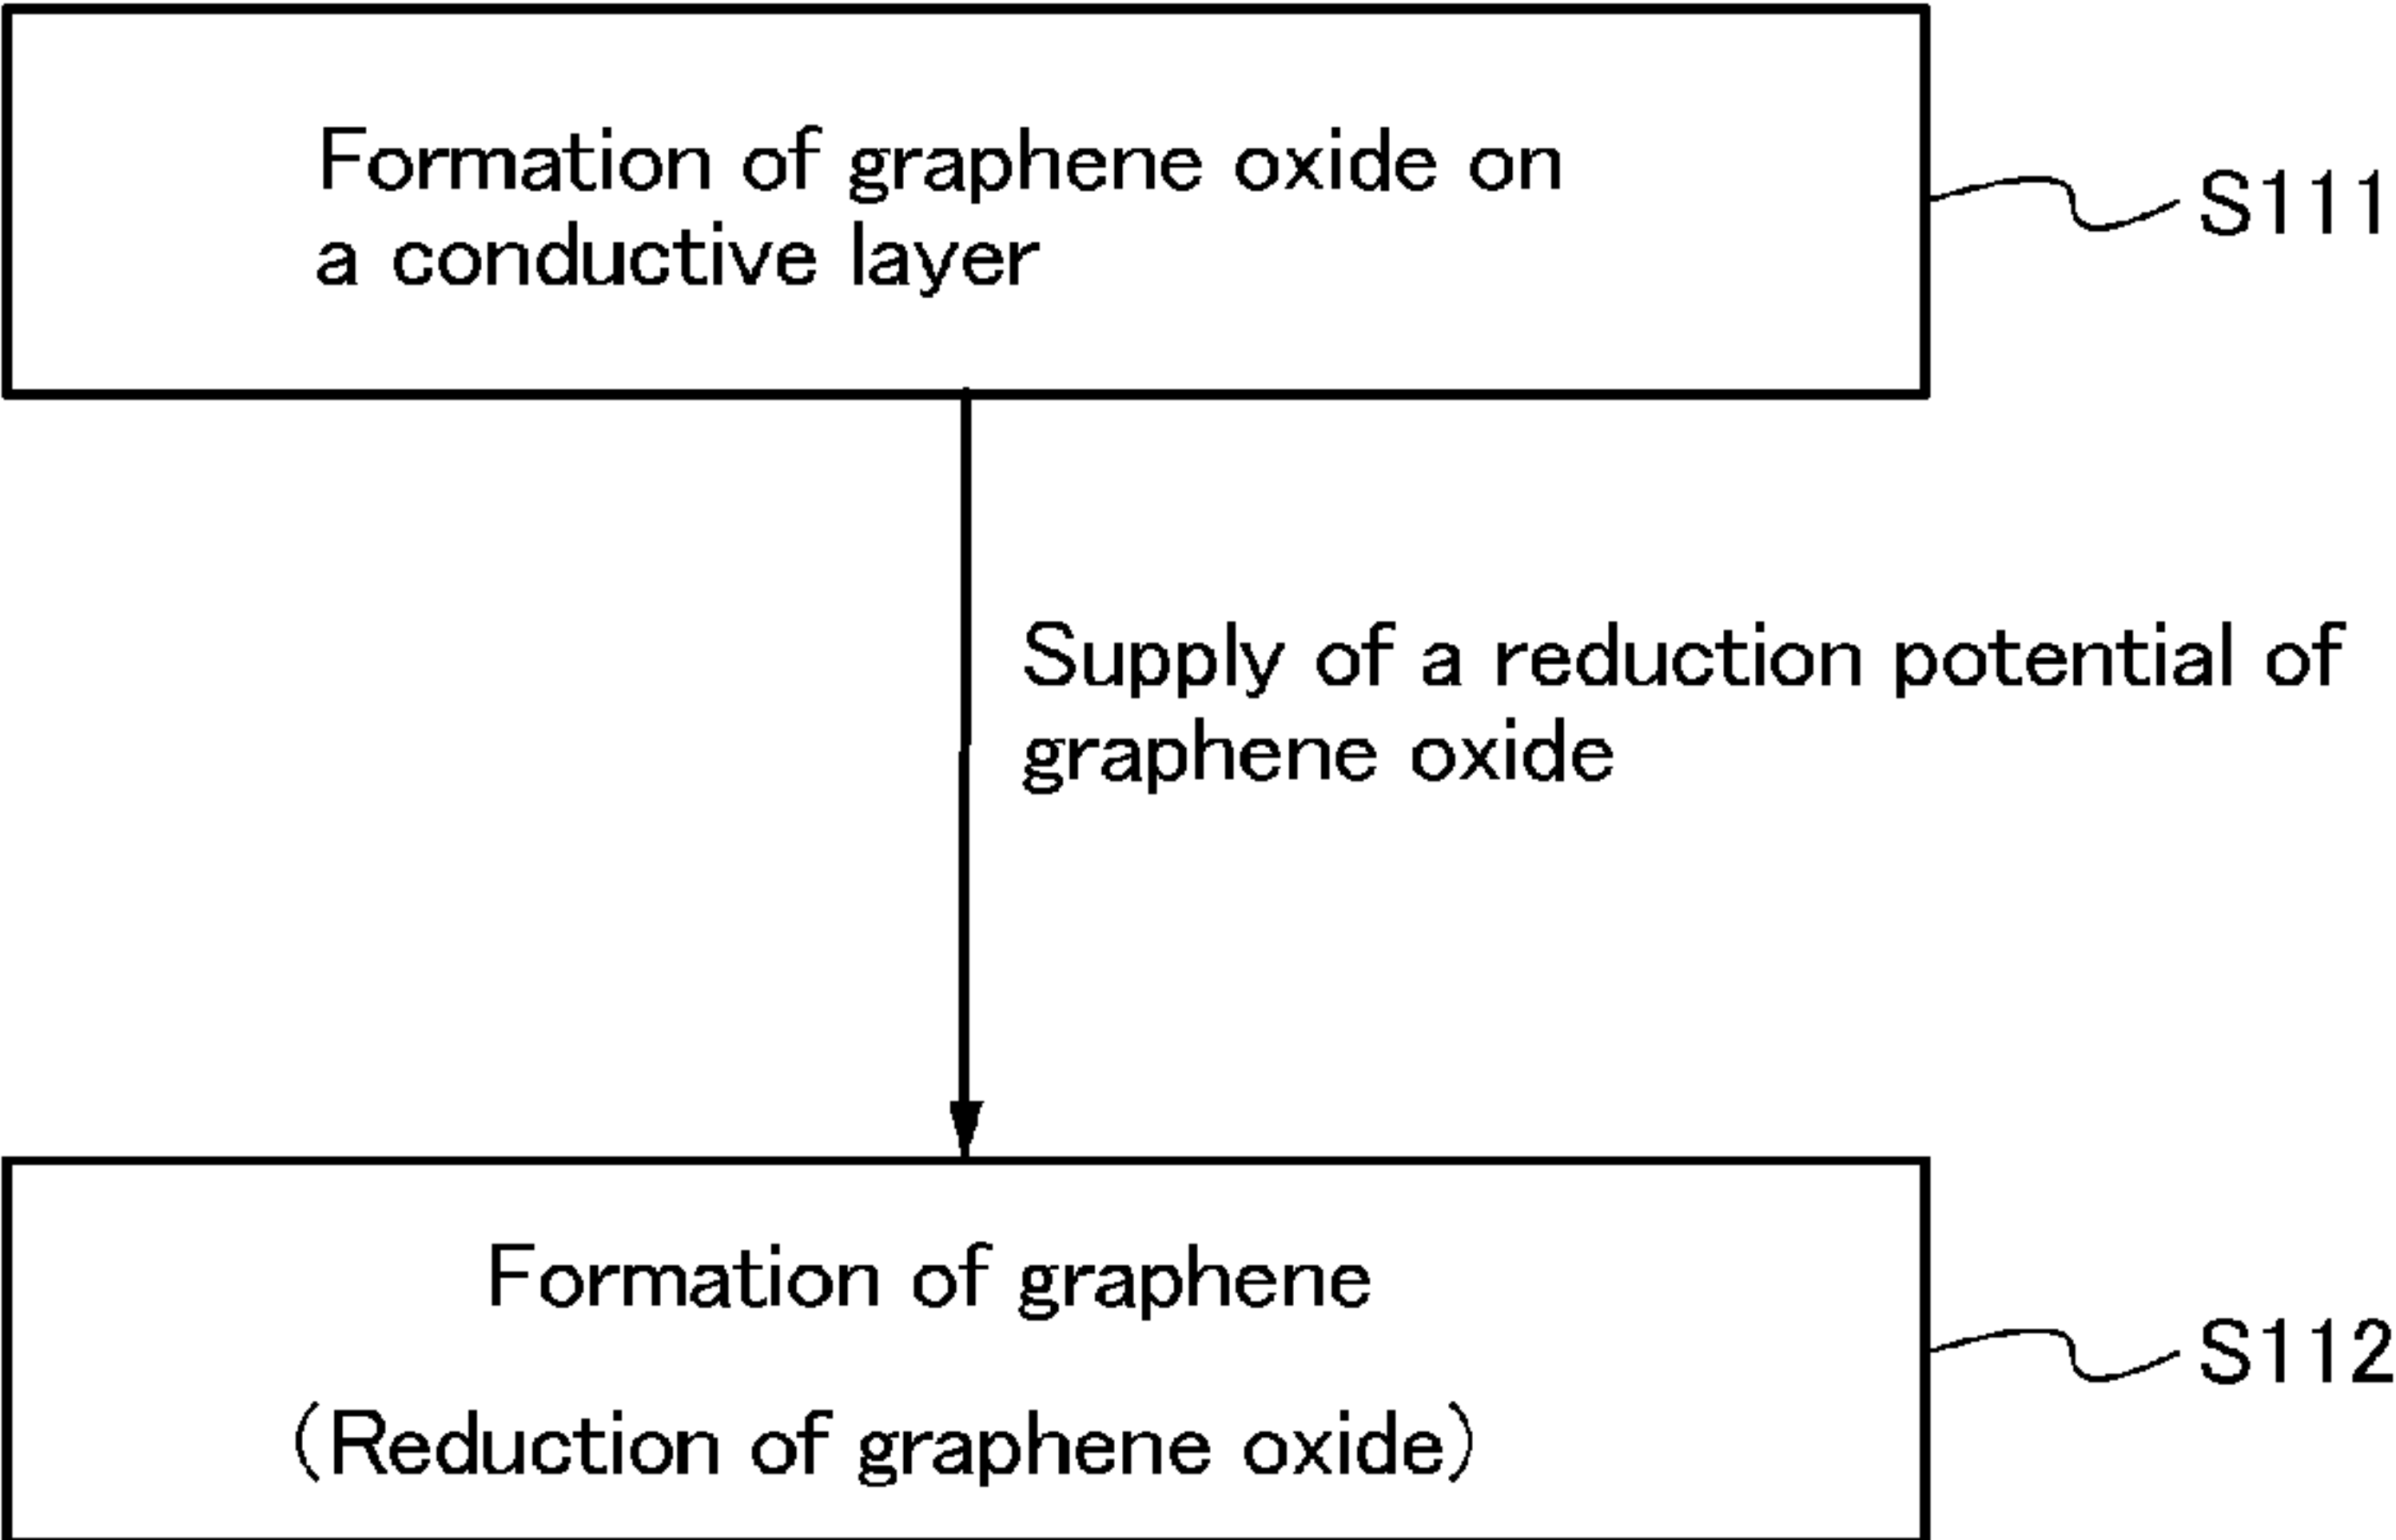 Formation of graphene oxide on
a conductive layer
S111
Supply of a reduction potential of
graphene oxide
Formation of graphene
(Reduction of graphene oxide)
S112